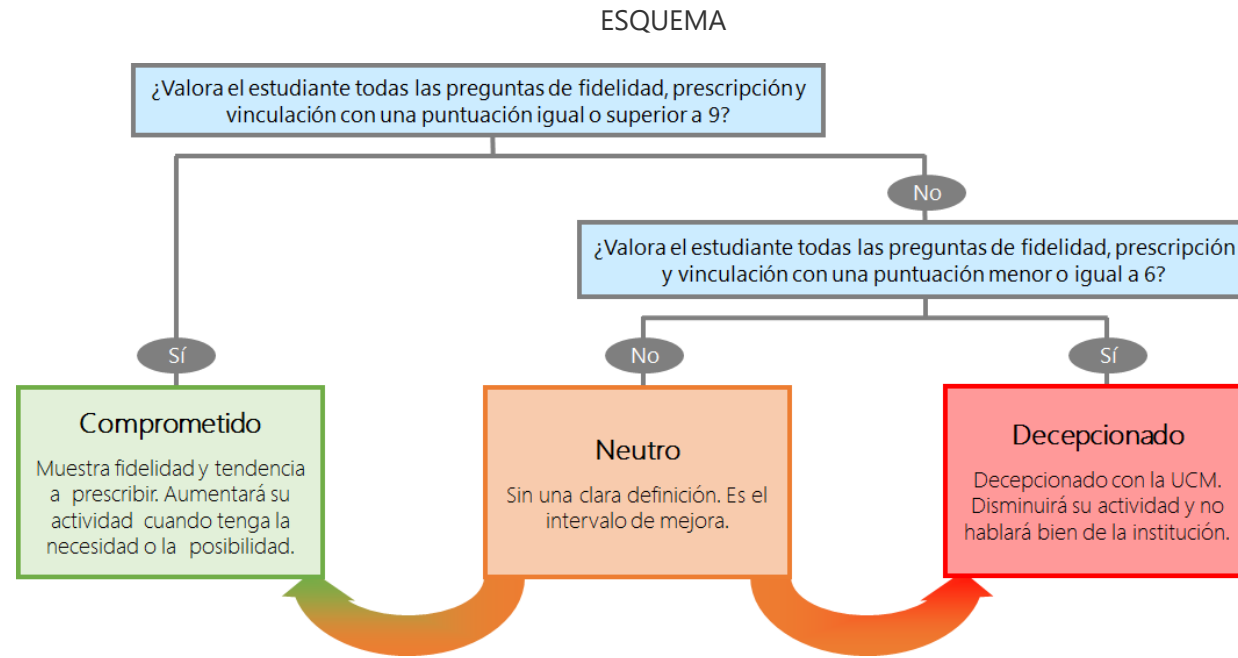 ESQUEMA
¿Valora el estudiante todas las preguntas de fidelidad, prescripción y
vinculación con una puntuación igual o superior a 9?
No
¿Valora el estudiante todas las preguntas de fidelidad, prescripción
y vinculación con una puntuación menor o igual a 6?
Sí
No
Sí
Comprometido
Muestra fidelidad y tendencia
a prescribir. Aumentará su
actividad cuando tenga la
necesidad o la posibilidad.
Neutro
Sin una clara definición. Es el
intervalo de mejora.
Decepcionado
Decepcionado con la UCM.
Disminuirá su actividad y no
hablará bien de la institución.